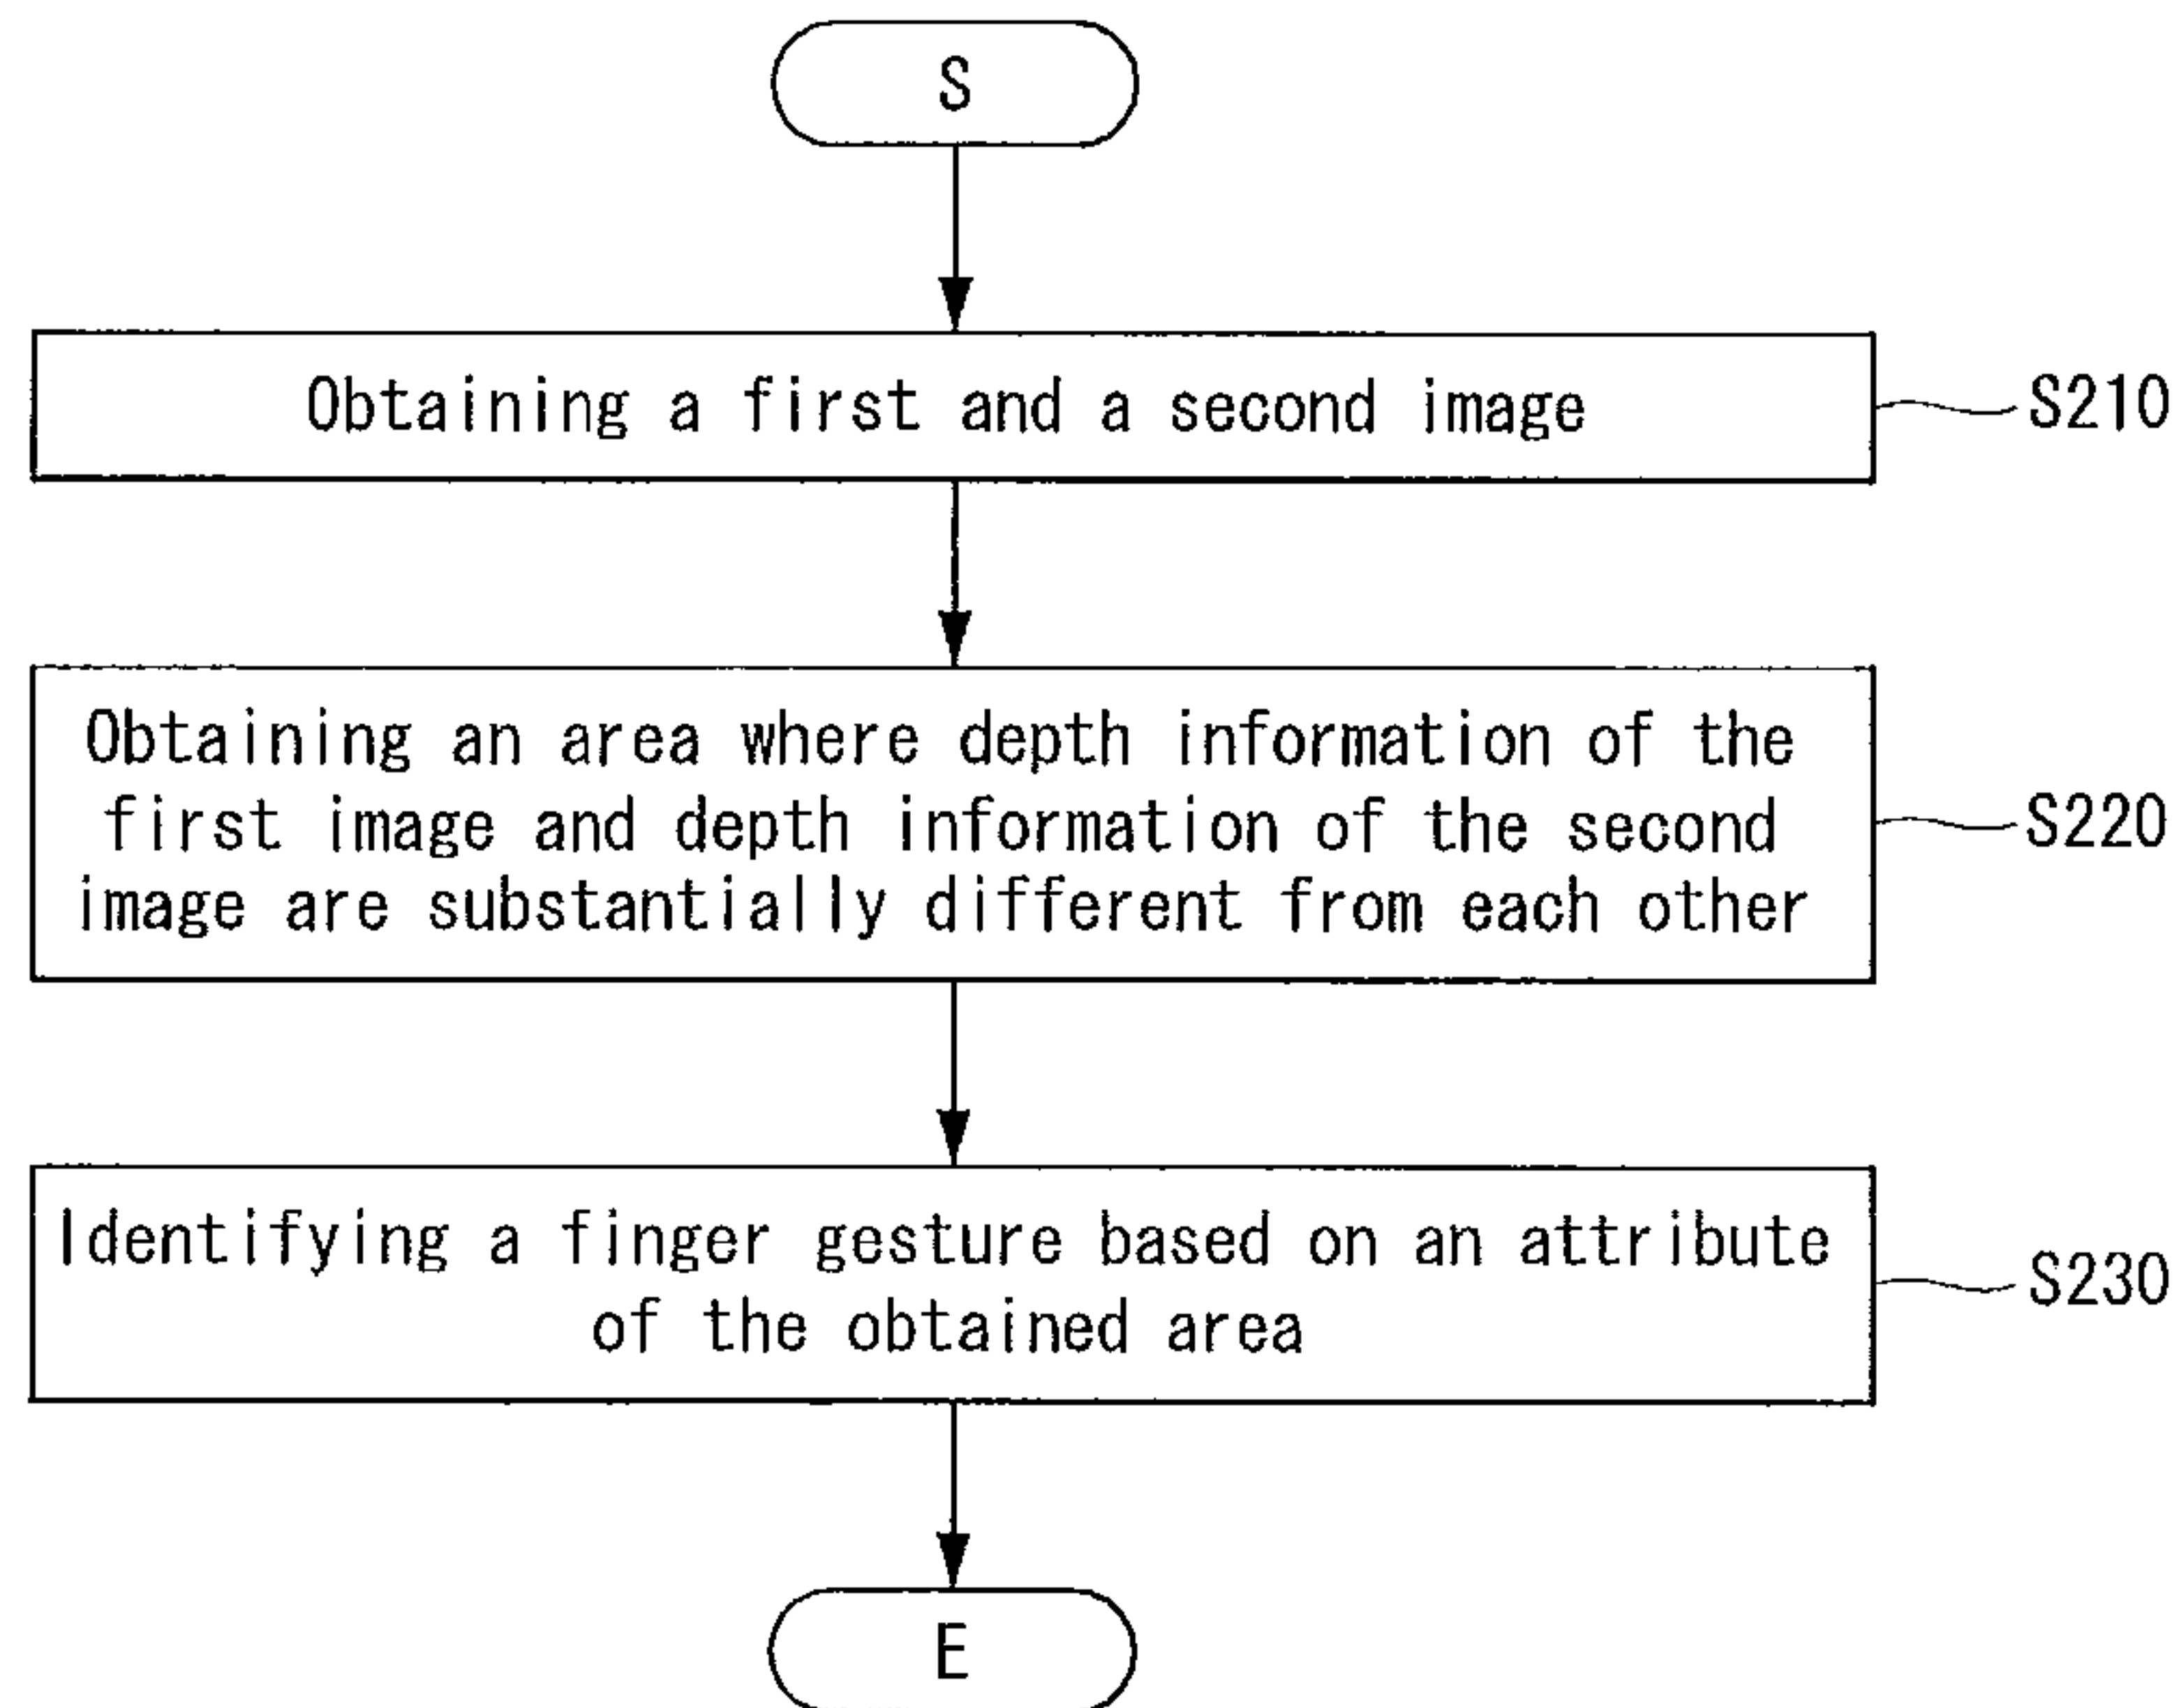 S
Obtaining a first and a second image
S210
Obtaining an area where depth information of the
first image and depth information of the second
image are substantially different from each other
S220
Identifying a finger gesture based on an attribute
of the obtained area
S230
E